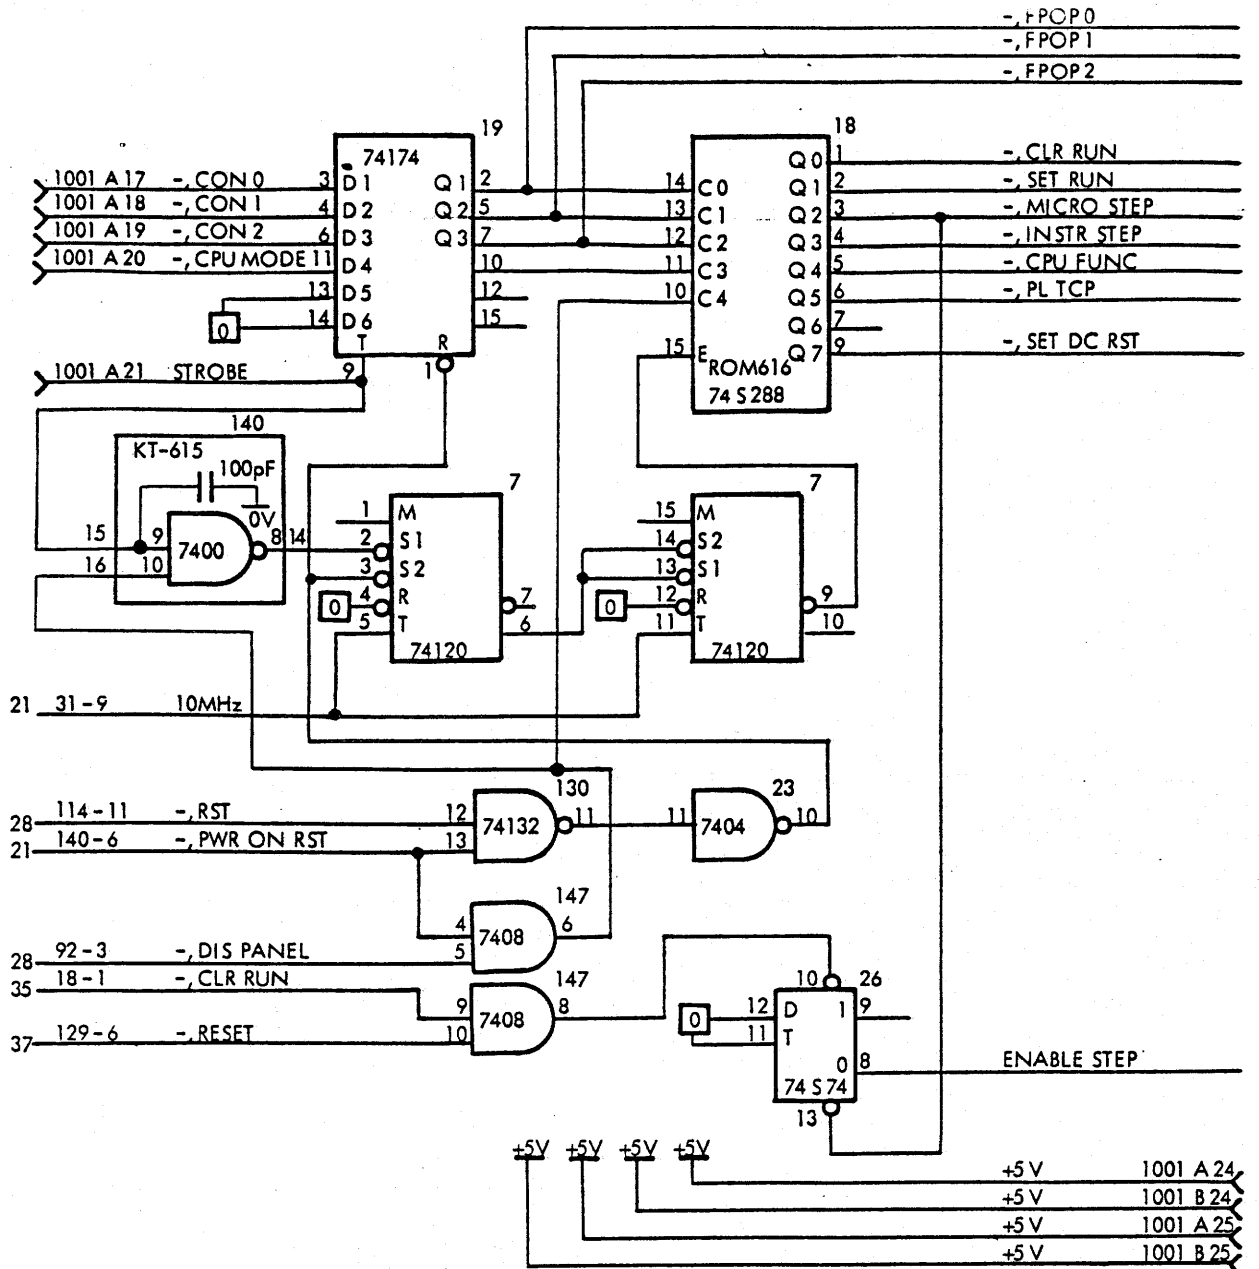 -,FPOP 0
-,FPOP 1
-,FPOP 2
19
18
74174
1001 A 17 -,CON 0 3 D1 Q1 2 14 C0 Q0 1 -,CLR RUN
1001 A 18 -,CON 1 4 D2 Q2 5 13 C1 Q1 2 -,SET RUN
1001 A 19 -,CON 2 6 D3 Q3 7 12 C2 Q2 3 -,MICRO STEP
1001 A 20 -,CPU MODE 11 D4 10 11 C3 Q3 4 -,INSTR STEP
13 D5 12 10 C4 Q4 5 -,CPU FUNC
0 14 D6 15 Q5 6 -,PL TCP
Q6 7
T R 15 E Q7 9 -,SET DC RST
1001 A 21 STROBE 9 1 ROM616
74 S 288
140
KT-615
100pF
0V
7
7
1 M 15 M
15 9 7400 8 14 2 S1 14 S2
16 10 3 S2 13 S1
0 4 R 7 0 12 R 9
5 T 6 11 T 10
74120 74120
21 31-9 10MHz
130 23
28 114-11 -,RST 12 74132 11 11 7404 10
21 140-6 -,PWR ON RST 13
147
4 7408 6
28 92-3 -,DIS PANEL 5
35 18-1 -,CLR RUN 147 10 26
9 7408 8 0 12 D 1 9
37 129-6 -,RESET 10 11 T
0 8 ENABLE STEP
74 S 74
13
+5V +5V +5V +5V
+5 V 1001 A 24
+5 V 1001 B 24
+5 V 1001 A 25
+5 V 1001 B 25